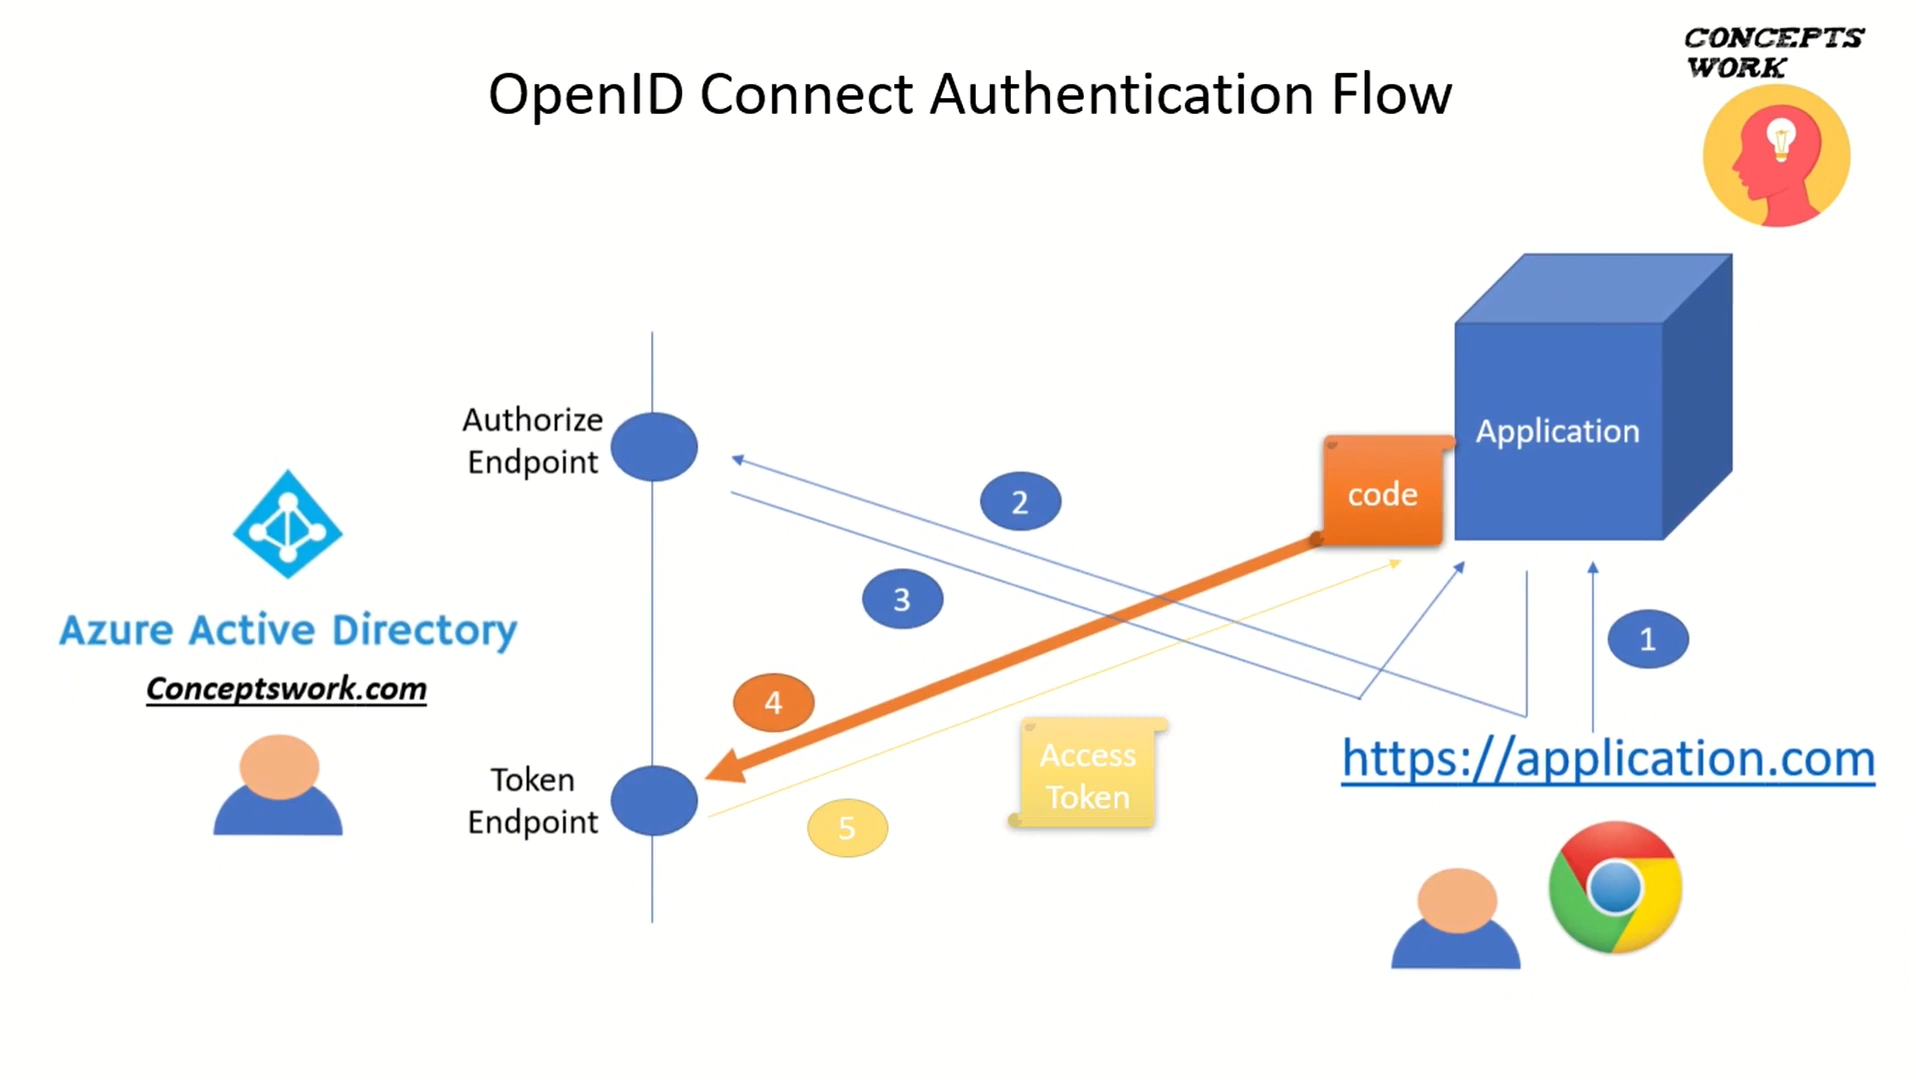 CONCEPTS
WORK
OpenID Connect Authentication Flow
Application
Authorize
Endpoint
code
2
3
1
Azure Active Directory
Conceptswork.com
4
Access
Token
https://application.com
Token
Endpoint
5